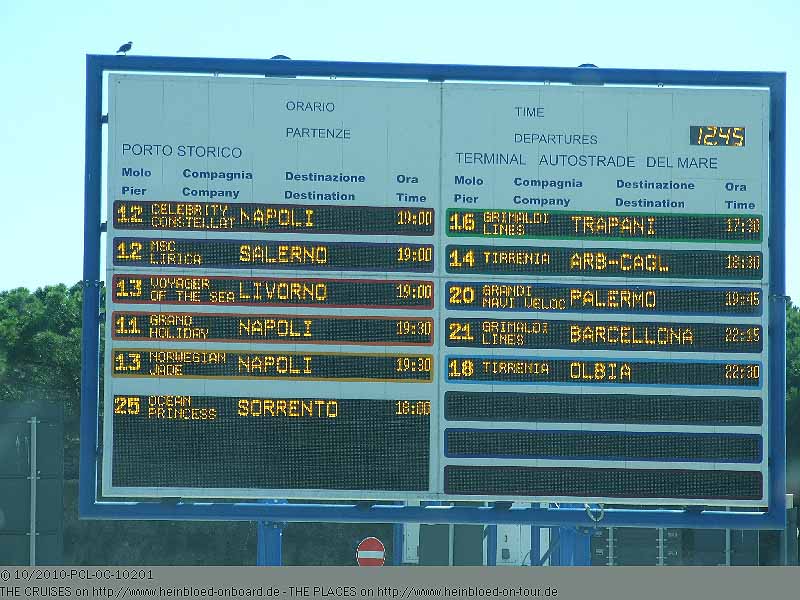 ORARIO
PARTENZE
PORTO STORICO
Molo Compagnia Destinazione Ora
Pier Company Destination Time
12 CELEBRITY CONSTELLAT NAPOLI 19:00
12 MSC LIRICA SALERNO 19:00
13 VOYAGER OF THE SEA LIVORNO 19:00
11 GRAND HOLIDAY NAPOLI 19:30
13 NORWEGIAN JADE NAPOLI 19:30
25 OCEAN PRINCESS SORRENTO 18:00
TIME
DEPARTURES
1245
TERMINAL AUTOSTRADE DEL MARE
Molo Compagnia Destinazione Ora
Pier Company Destination Time
16 GRIMALDI LINES TRAPANI 17:30
14 TIRRENIA ARB-CAGL 18:30
20 GRANDI NAVI VELOC PALERMO 19:45
21 GRIMALDI LINES BARCELLONA 22:15
18 TIRRENIA OLBIA 22:30
© 10/2010-PCL-OC-10201
THE CRUISES on http://www.heinbloed-onboard.de - THE PLACES on http://www.heinbloed-on-tour.de